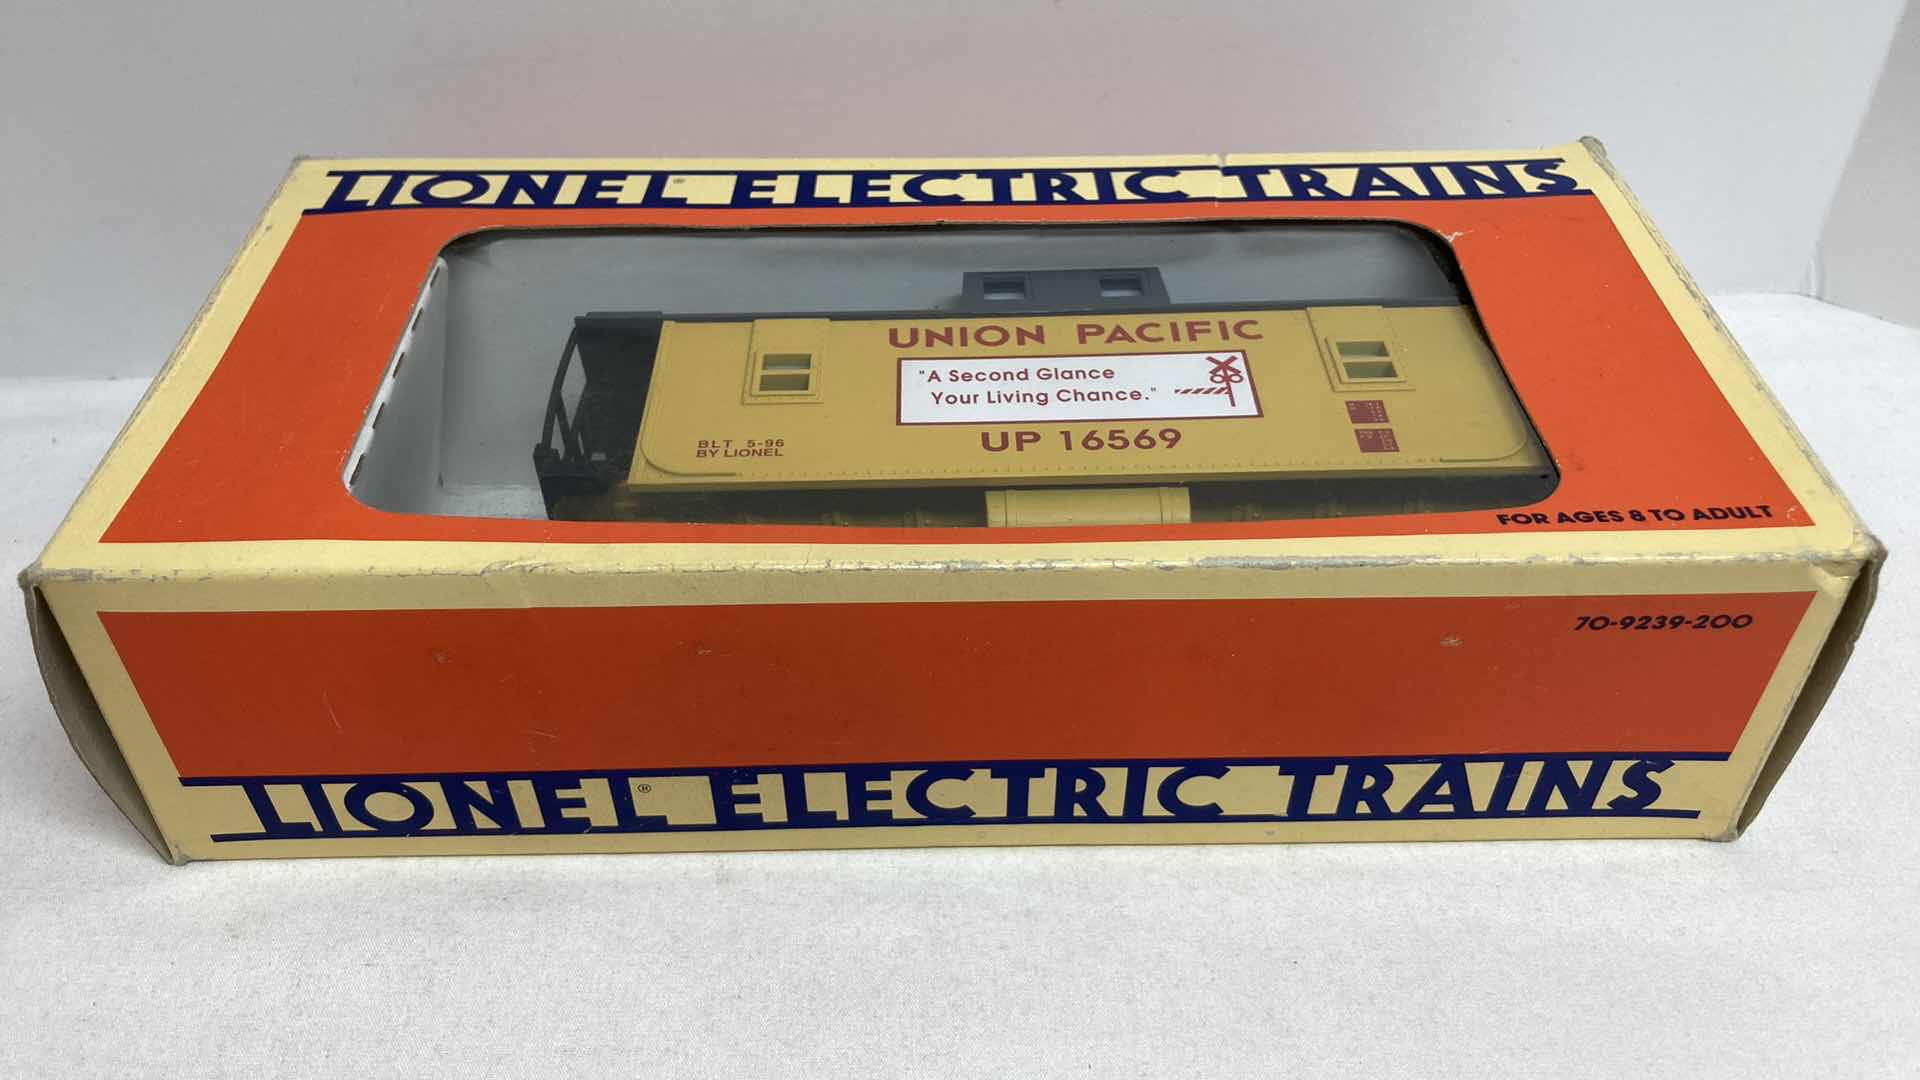 LIONEL® ELECTRIC TRAINS
UNION PACIFIC
"A Second Glance
Your Living Chance."
UP 16569
BLT 5-96
BY LIONEL
FOR AGES 8 TO ADULT
70-9239-200
LIONEL® ELECTRIC TRAINS